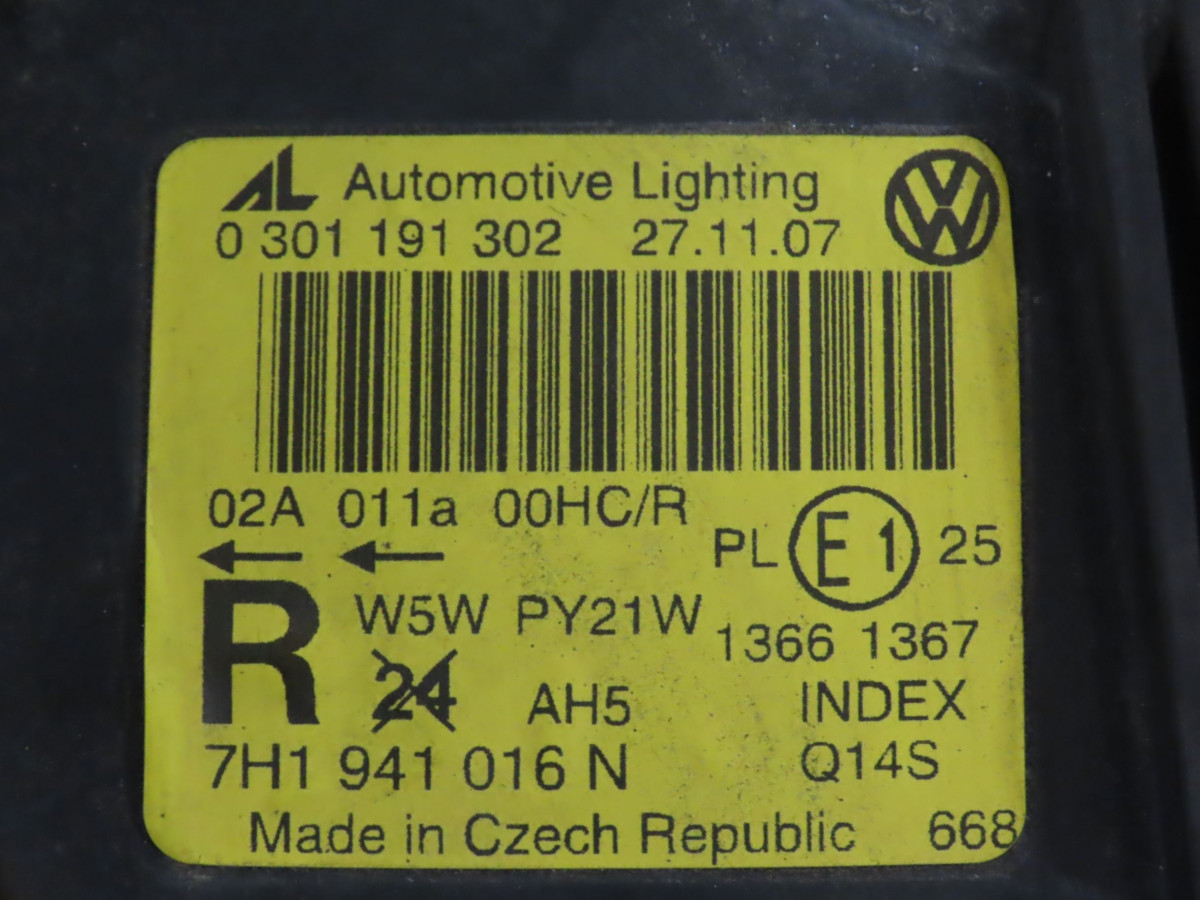 AL Automotive Lighting
0 301 191 302 27.11.07
02A 011a 00HC/R
PL E1 25
R W5W PY21W
1366 1367
24 AH5 INDEX
7H1 941 016 N Q14S
Made in Czech Republic 668